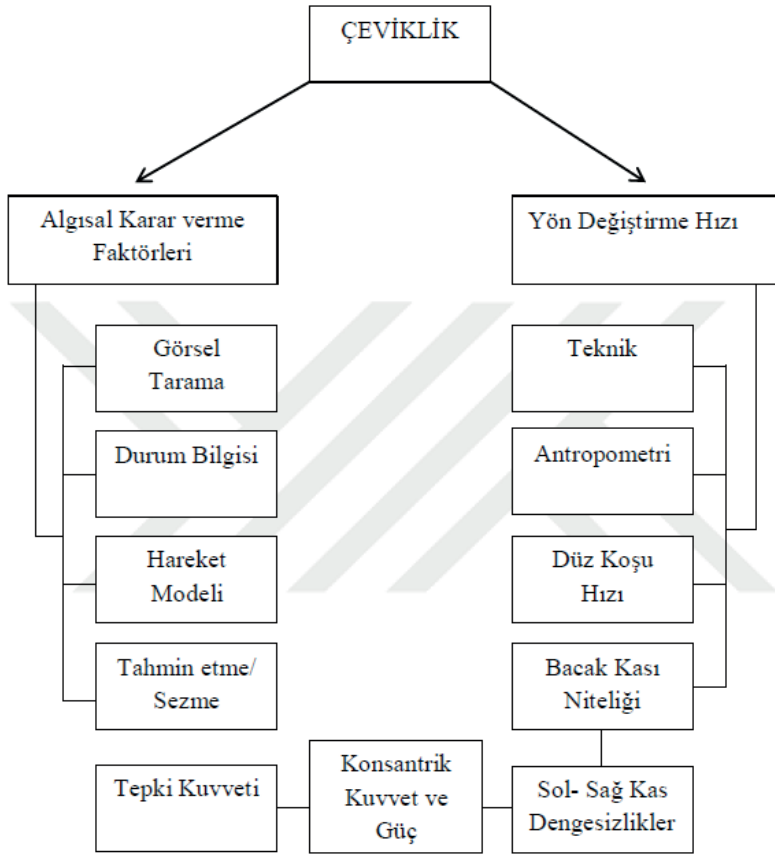 ÇEVİKLİK
Algısal Karar verme
Faktörleri
Yön Değiştirme Hızı
Görsel
Tarama
Teknik
Durum Bilgisi
Antropometri
Hareket
Modeli
Düz Koşu
Hızı
Tahmin etme/
Sezme
Bacak Kası
Niteliği
Tepki Kuvveti
Konsantrik
Kuvvet ve
Güç
Sol- Sağ Kas
Dengesizlikler